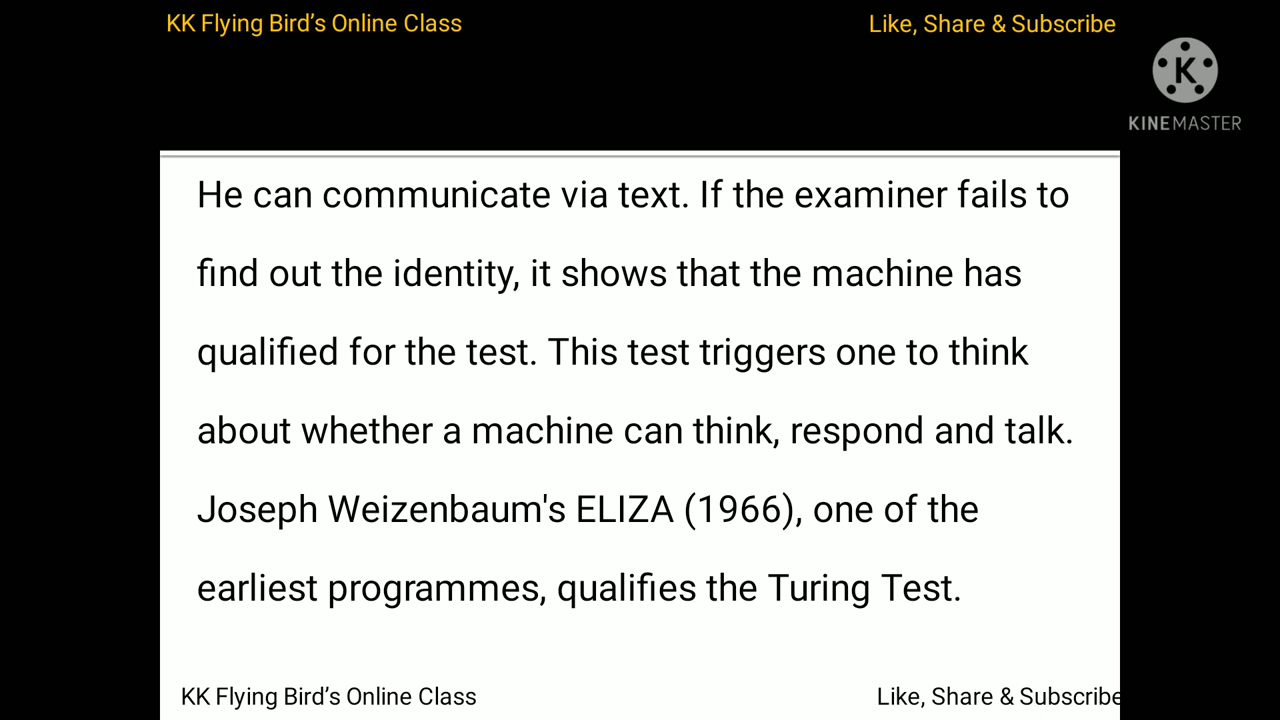 KK Flying Bird’s Online Class
Like, Share & Subscribe
K
KINEMASTER
He can communicate via text. If the examiner fails to
find out the identity, it shows that the machine has
qualified for the test. This test triggers one to think
about whether a machine can think, respond and talk.
Joseph Weizenbaum's ELIZA (1966), one of the
earliest programmes, qualifies the Turing Test.
KK Flying Bird’s Online Class
Like, Share & Subscribe